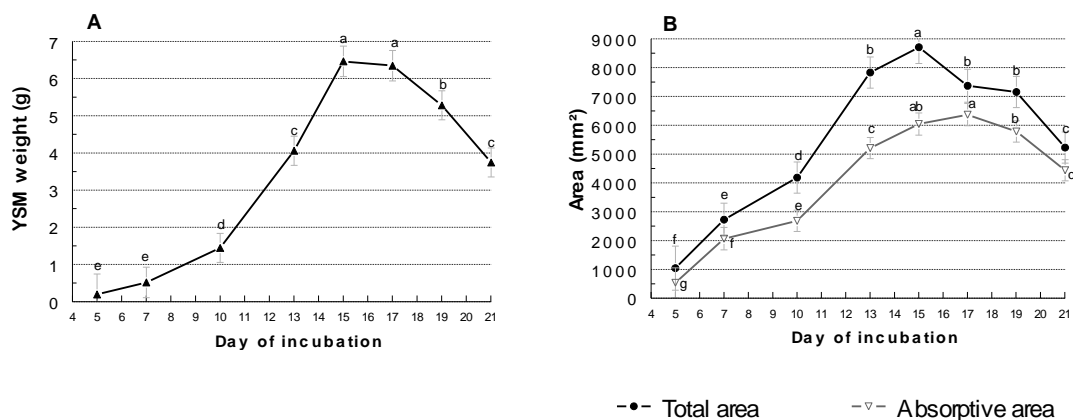 A
YSM weight (g)
7
6
5
4
3
2
1
0
a a
b
c c
d
e e
4 5 6 7 8 9 10 11 12 13 14 15 16 17 18 19 20 21
Day of incubation
B
Area (mm²)
9000
8000
7000
6000
5000
4000
3000
2000
1000
0
a
b b b
ab a
c b c
d
e e
f f
g
4 5 6 7 8 9 10 11 12 13 14 15 16 17 18 19 20 21
Day of incubation
Total area Absorptive area